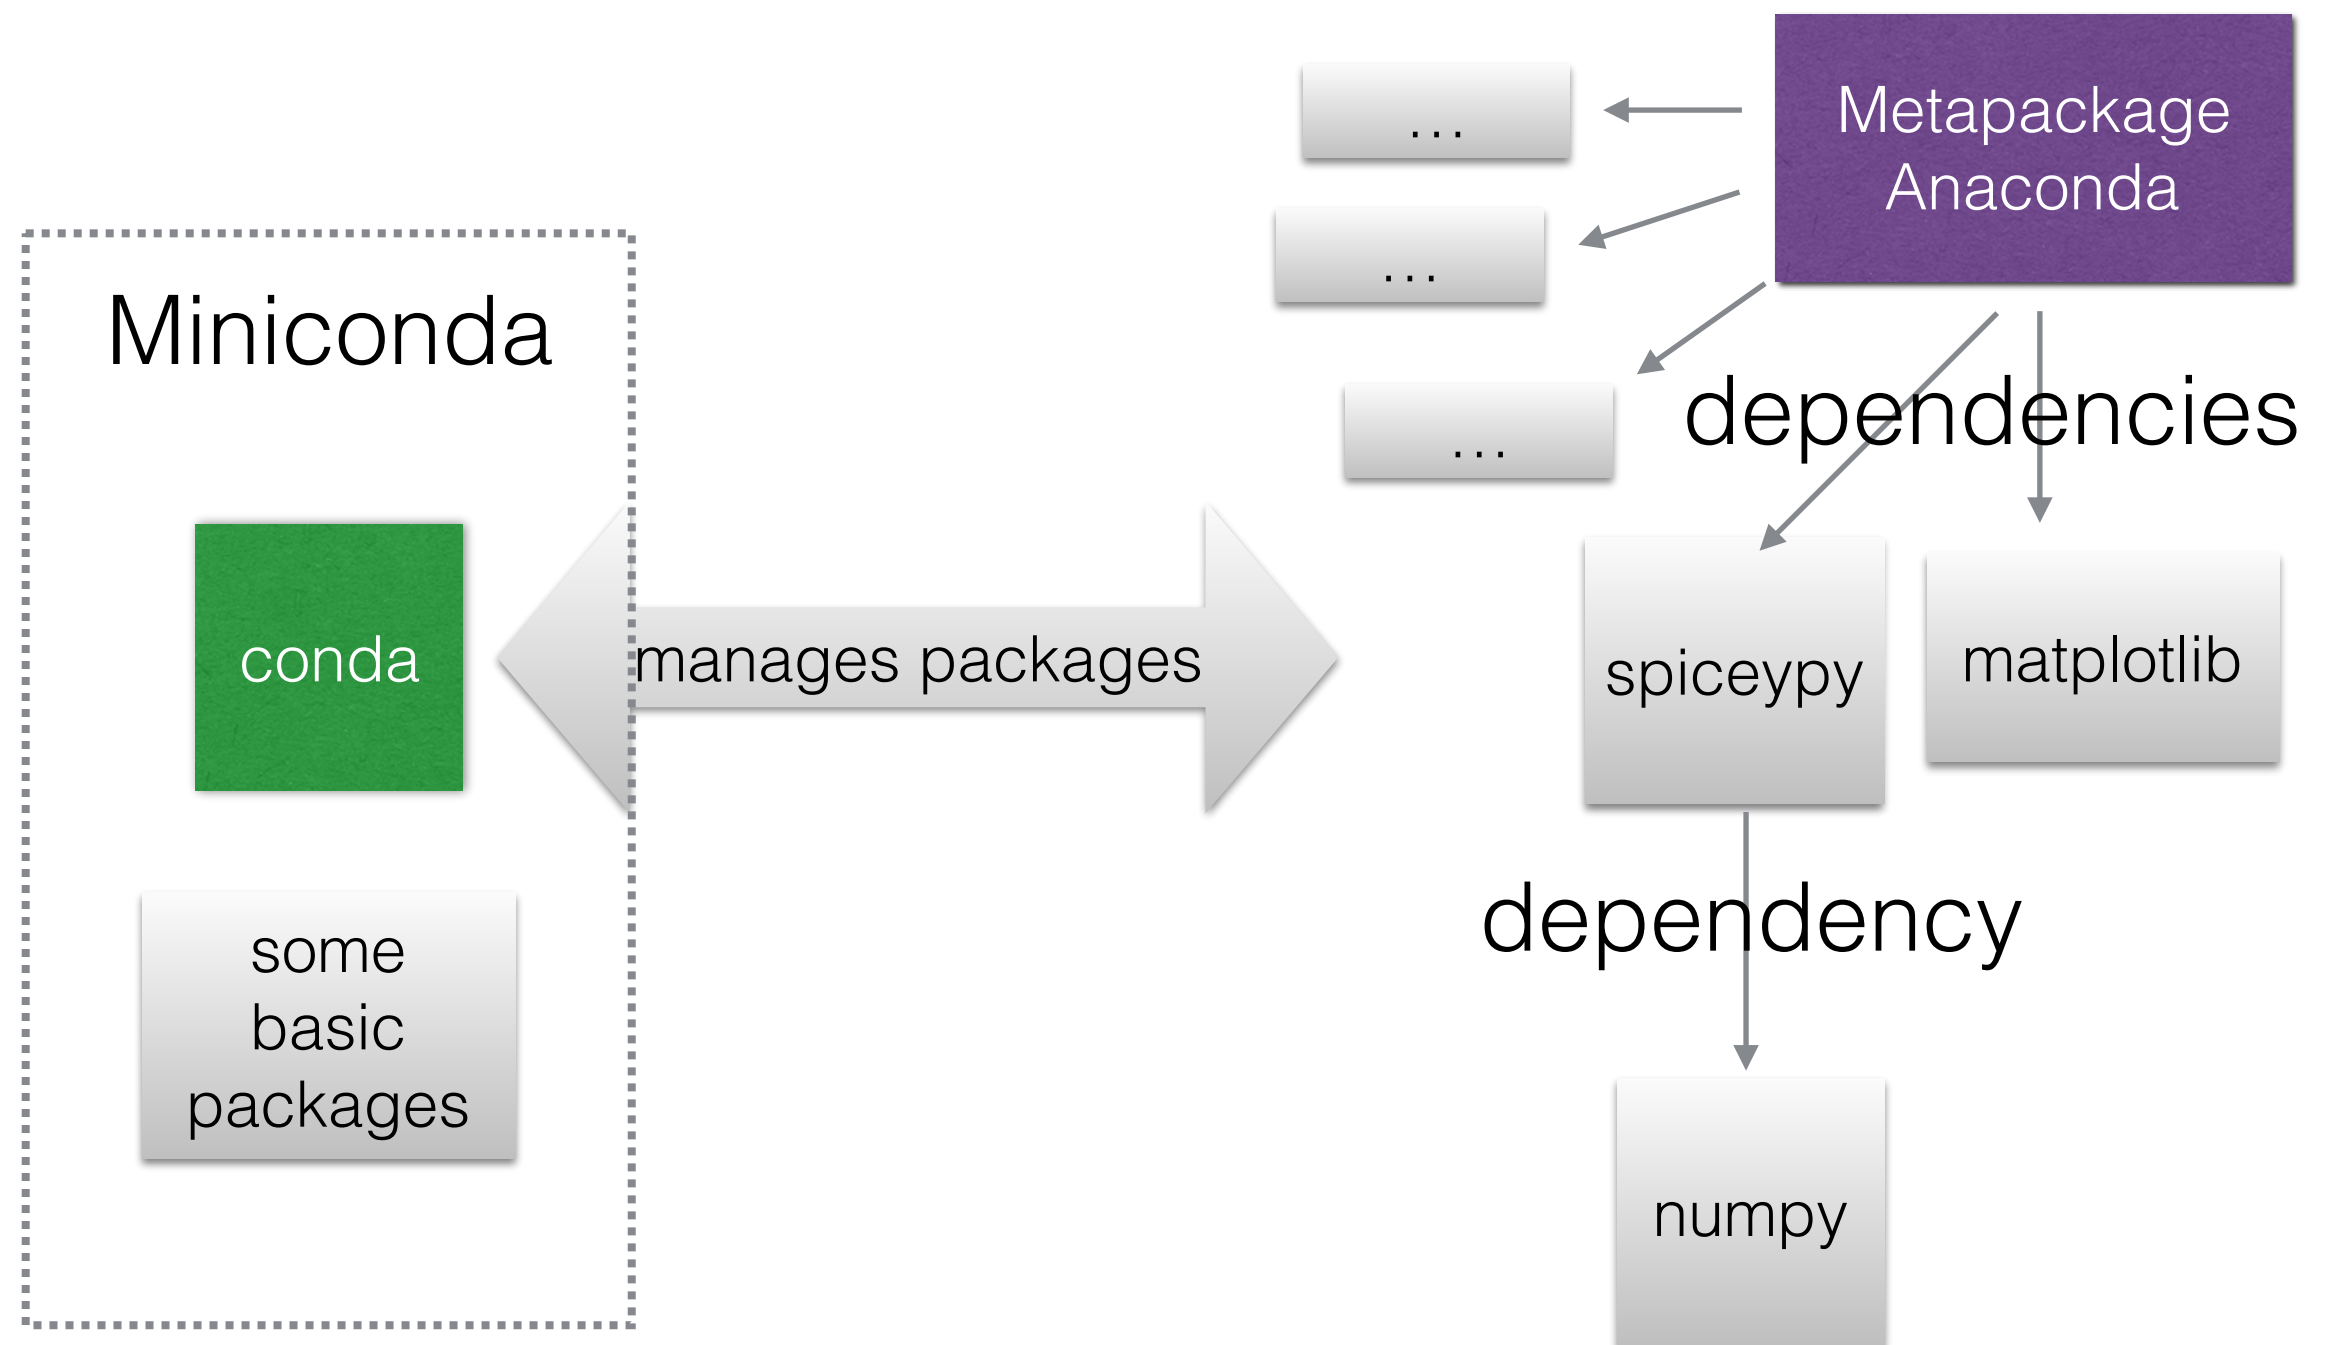 Miniconda
conda
some
basic
packages
manages packages
...
...
...
Metapackage
Anaconda
dependencies
spiceypy
matplotlib
dependency
numpy